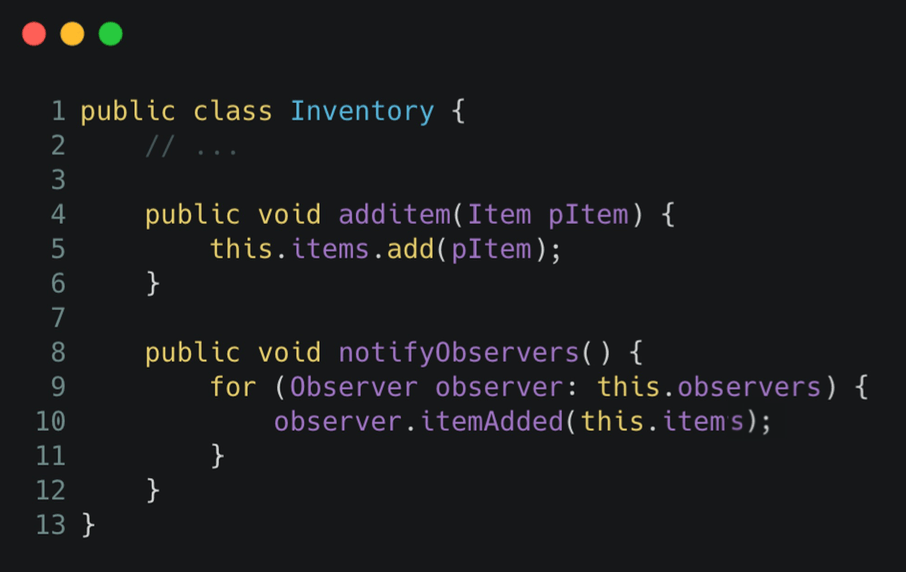 1 public class Inventory {
2 // ...
3
4 public void additem(Item pItem) {
5 this.items.add(pItem);
6 }
7
8 public void notifyObservers() {
9 for (Observer observer: this.observers) {
10 observer.itemAdded(this.items);
11 }
12 }
13 }